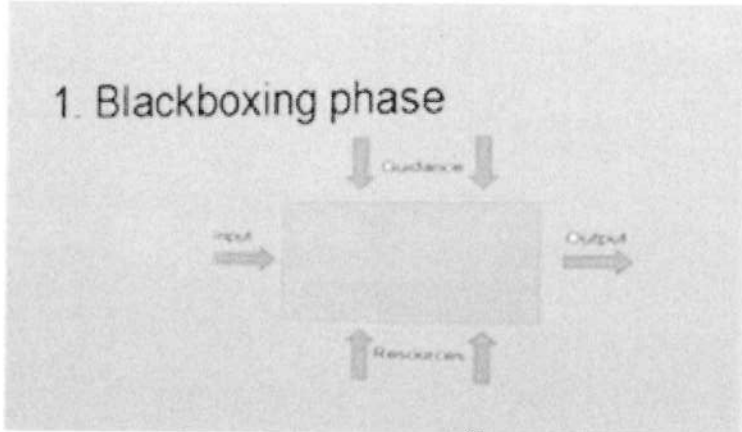 1. Blackboxing phase
Guidance
Input
Output
Resources